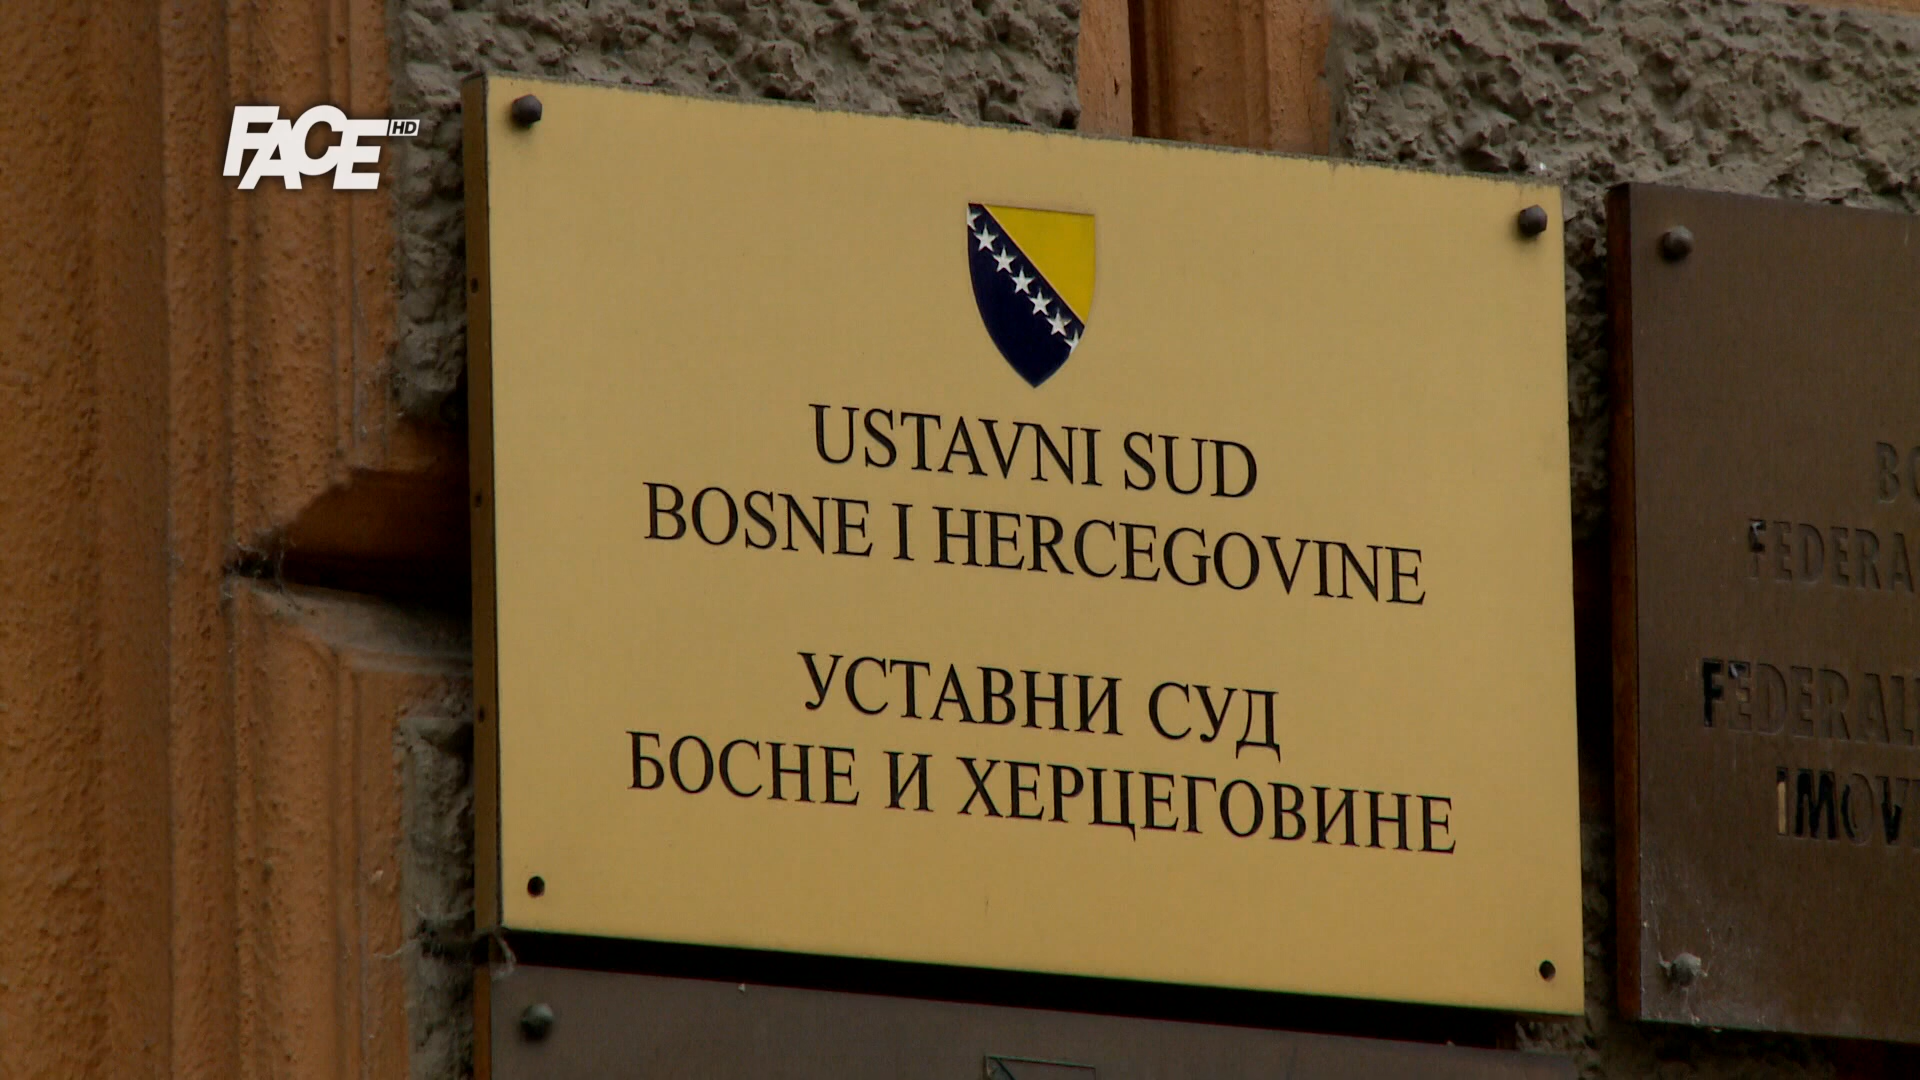 FACE HD
USTAVNI SUD
BOSNE I HERCEGOVINE
УСТАВНИ СУД
БОСНЕ И ХЕРЦЕГОВИНЕ